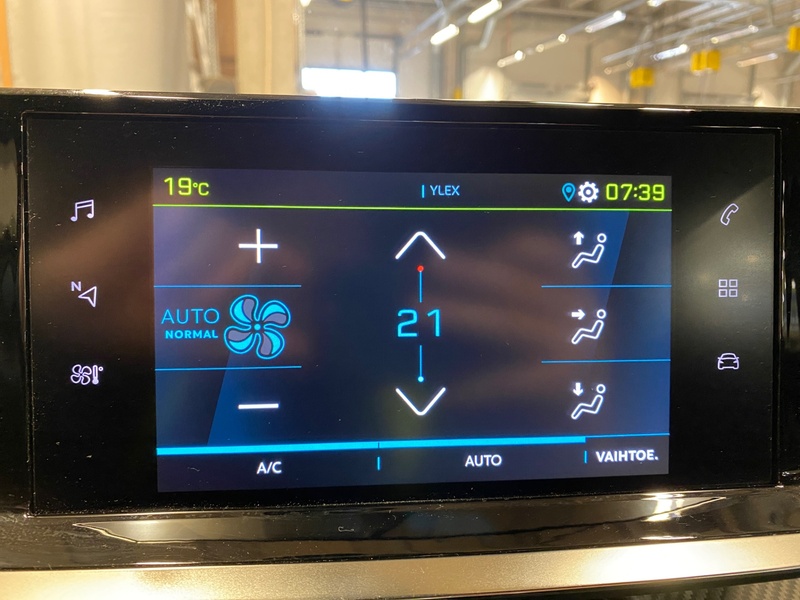 19°C
YLEX
07:39
N
AUTO
NORMAL
21
A/C
AUTO
VAIHTOE.